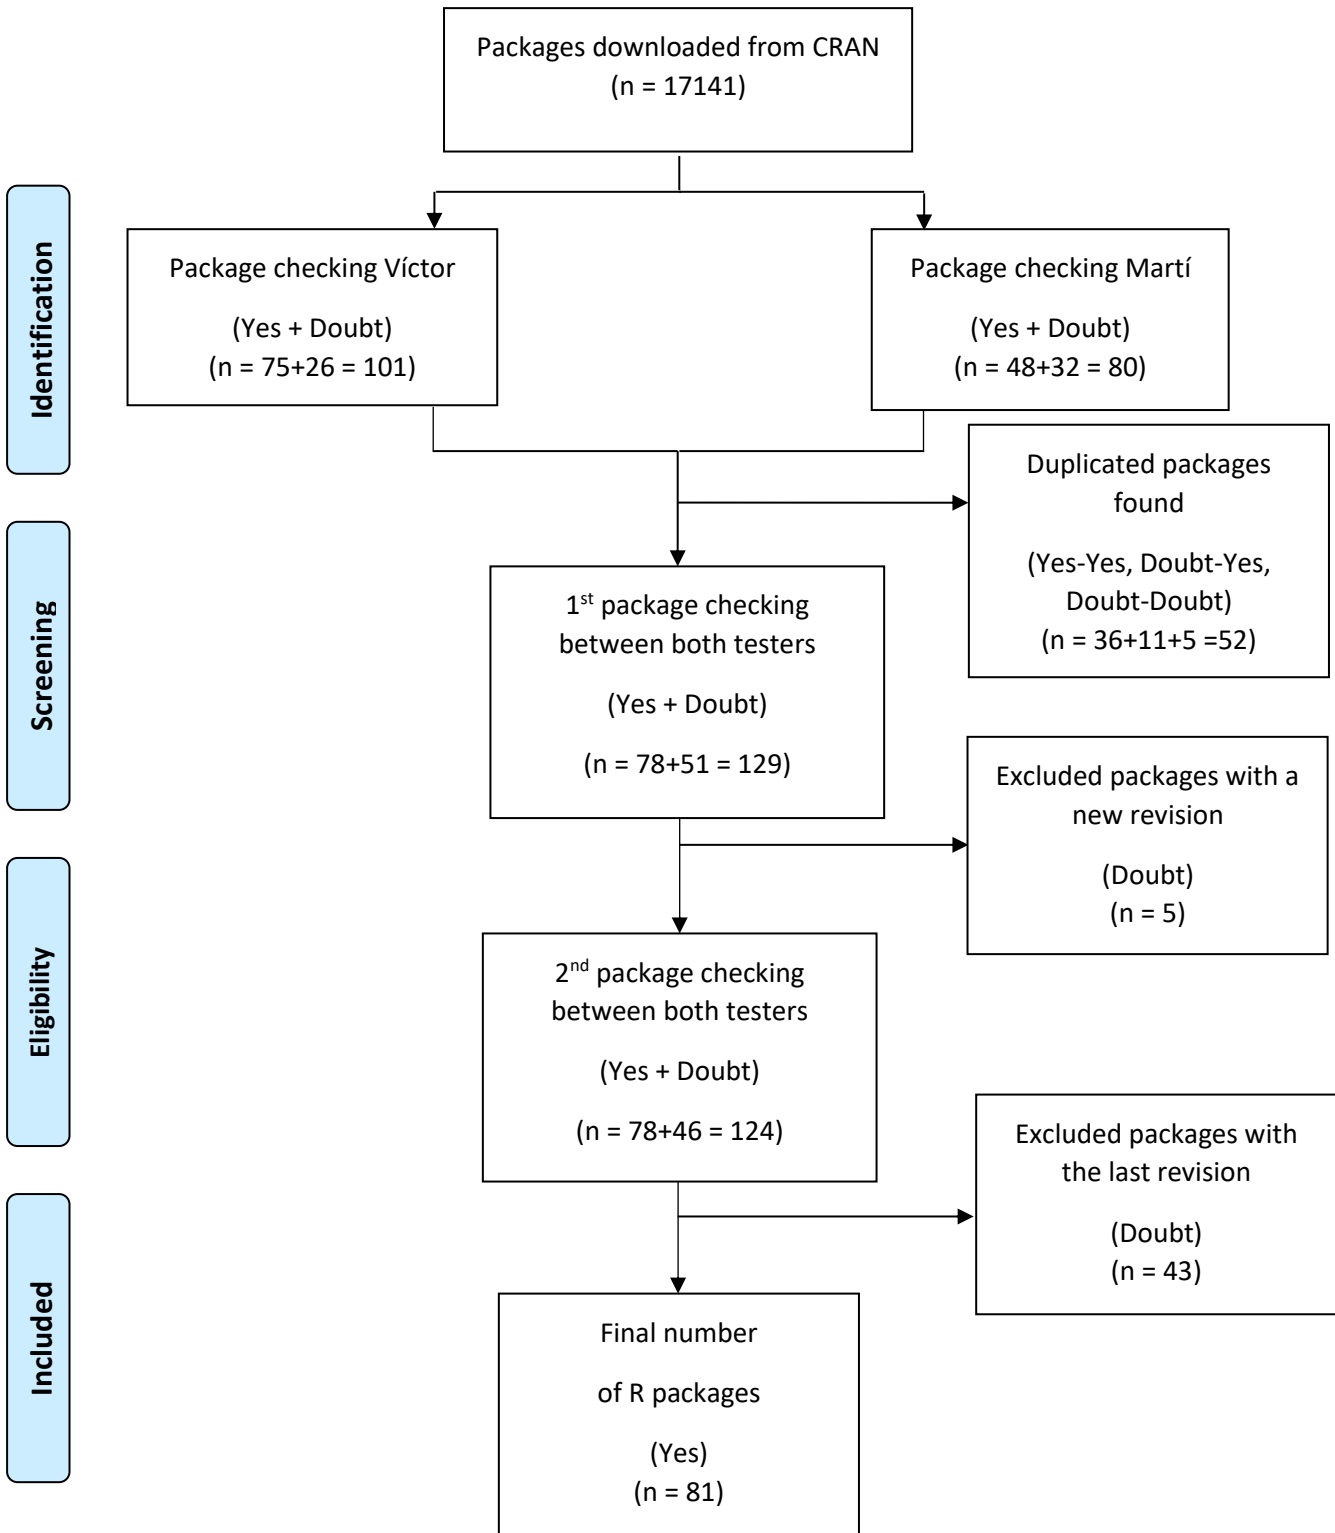 Packages downloaded from CRAN
(n = 17141)
Identification
Package checking Víctor
(Yes + Doubt)
(n = 75+26 = 101)
Package checking Martí
(Yes + Doubt)
(n = 48+32 = 80)
Duplicated packages
found
(Yes-Yes, Doubt-Yes,
Doubt-Doubt)
(n = 36+11+5 =52)
Screening
1st package checking
between both testers
(Yes + Doubt)
(n = 78+51 = 129)
Excluded packages with a
new revision
(Doubt)
(n = 5)
Eligibility
2nd package checking
between both testers
(Yes + Doubt)
(n = 78+46 = 124)
Excluded packages with
the last revision
(Doubt)
(n = 43)
Included
Final number
of R packages
(Yes)
(n = 81)